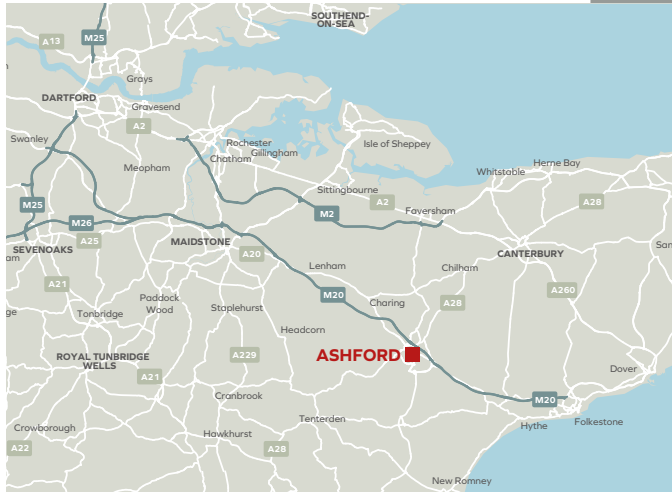 SOUTHEND-
ON-SEA
M25
A13
Grays
DARTFORD
Gravesend
A2
Swanley
Rochester
Isle of Sheppey
Chatham
Gillingham
Meopham
Herne Bay
Whitstable
Sittingbourne
M25
A2
A28
M2
Faversham
M26
A25
MAIDSTONE
SEVENOAKS
am
A20
CANTERBURY
San
Lenham
Chilham
A21
M20
A260
Paddock
Wood
Charing
A28
ge
Tonbridge
Staplehurst
Headcorn
ROYAL TUNBRIDGE
WELLS
A229
ASHFORD
Dover
A21
Cranbrook
M20
Tenterden
Folkestone
Hythe
Crowborough
Hawkhurst
A22
A28
New Romney